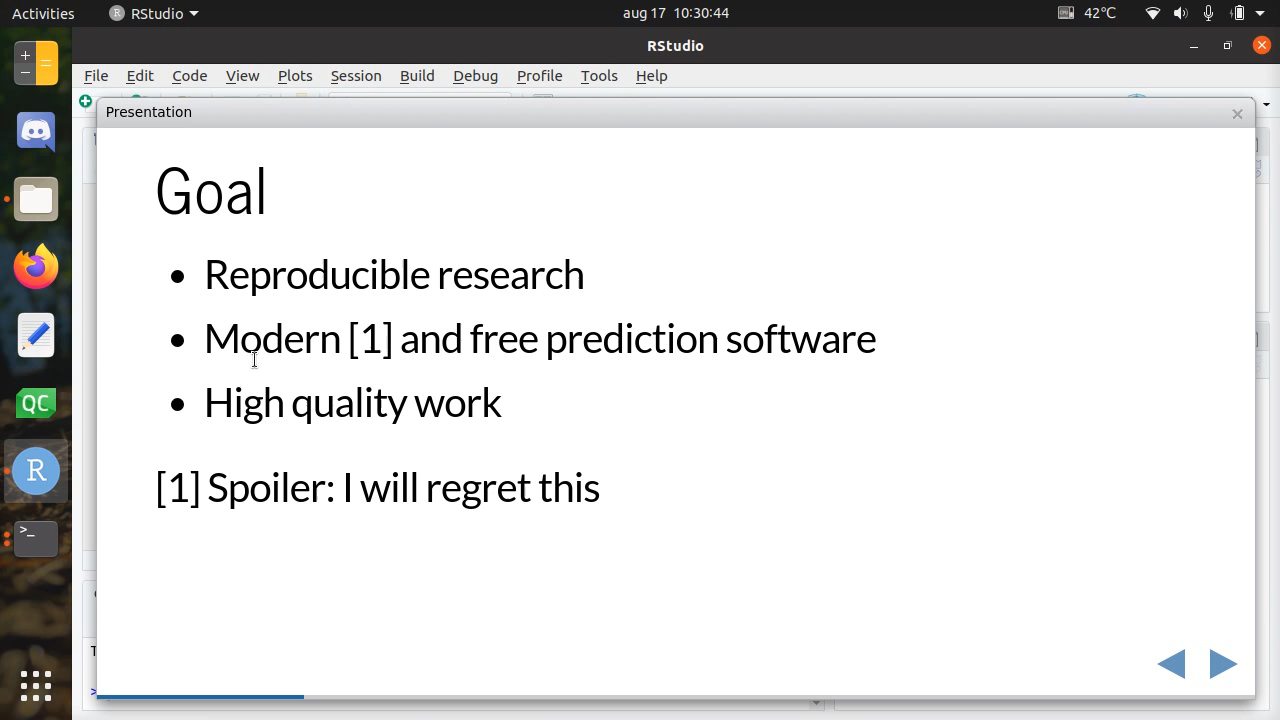 Activities
RStudio
aug 17 10:30:44
42°C
RStudio
File Edit Code View Plots Session Build Debug Profile Tools Help
Presentation
Goal
• Reproducible research
• Modern [1] and free prediction software
• High quality work
[1] Spoiler: I will regret this
QC
R
>_
T
>